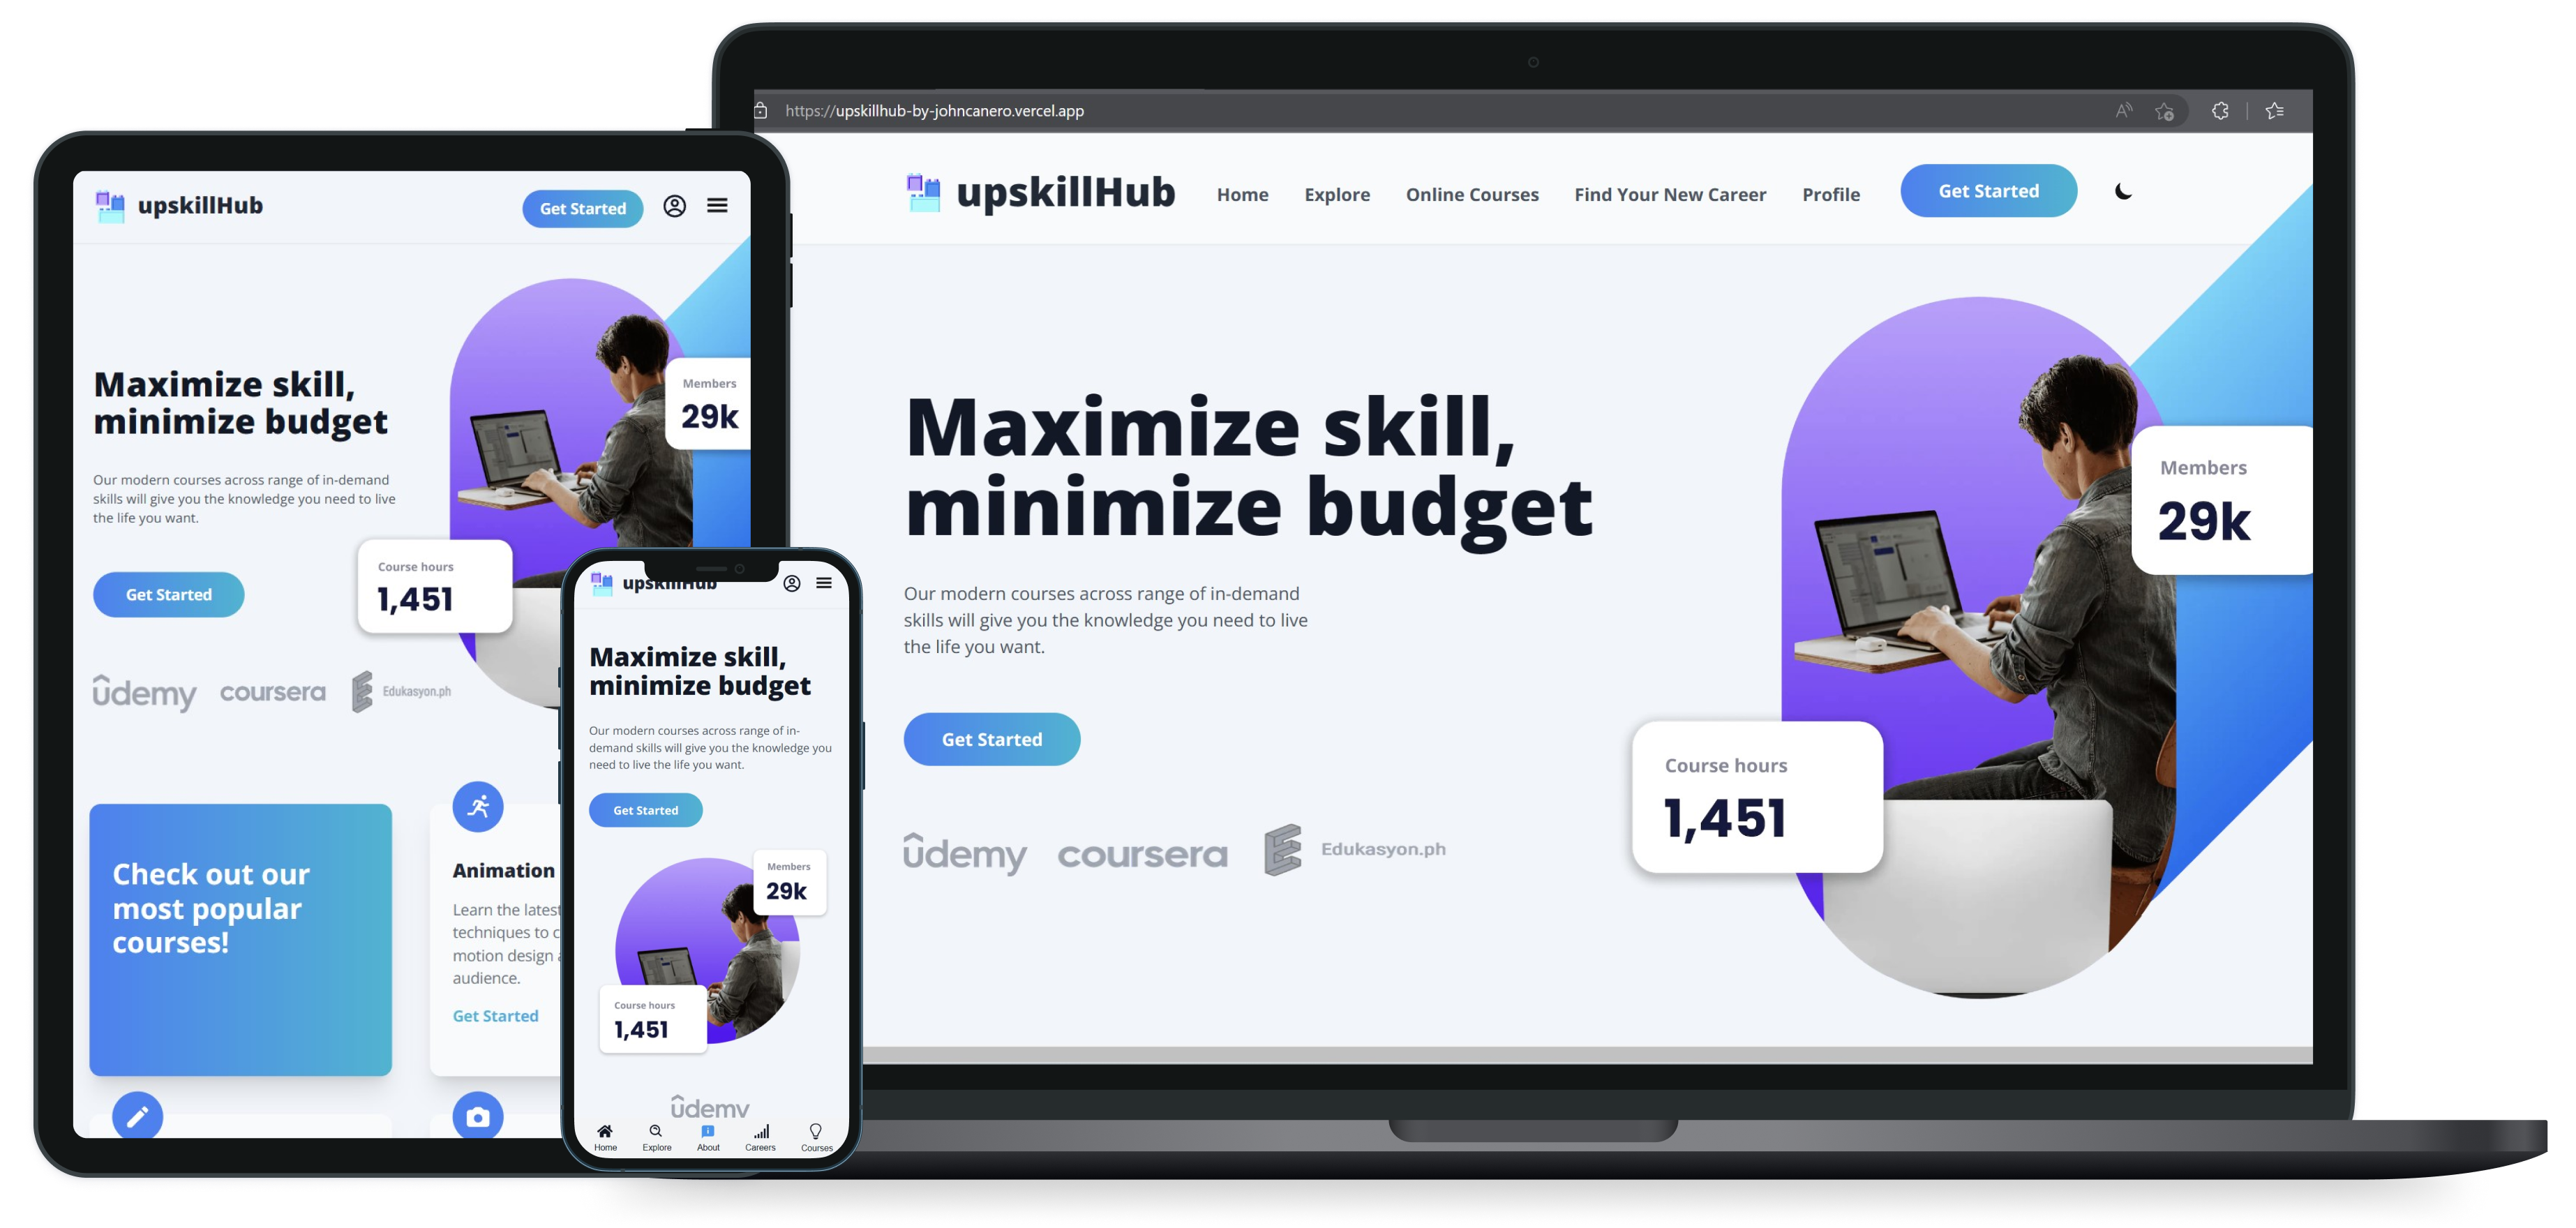 https://upskillhub-by-johncanero.vercel.app
upskillHub
Home Explore Online Courses Find Your New Career Profile Get Started
Maximize skill,
minimize budget
Our modern courses across range of in-demand
skills will give you the knowledge you need to live
the life you want.
Get Started
Members
29k
Course hours
1,451
ûdemy coursera Edukasyon.ph
upskillHub Get Started
Maximize skill,
minimize budget
Our modern courses across range of in-demand
skills will give you the knowledge you need to live
the life you want.
Get Started
Members
29k
Course hours
1,451
ûdemy coursera Edukasyon.ph
Check out our
most popular
courses!
Animation
Learn the latest
techniques to c
motion design a
audience.
Get Started
upskillHub
Maximize skill,
minimize budget
Our modern courses across range of in-
demand skills will give you the knowledge you
need to live the life you want.
Get Started
Members
29k
Course hours
1,451
ûdemy
Home Explore About Careers Courses